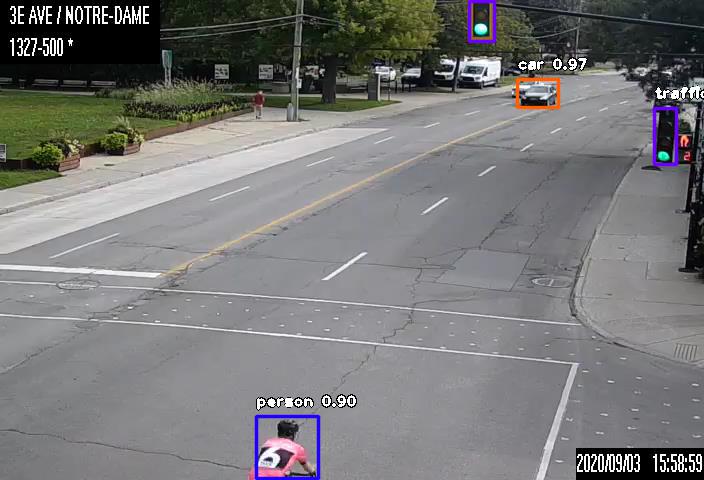 3E AVE / NOTRE-DAME
1327-500 *
car 0.97
traffic
person 0.90
6
2020/09/03 15:58:59